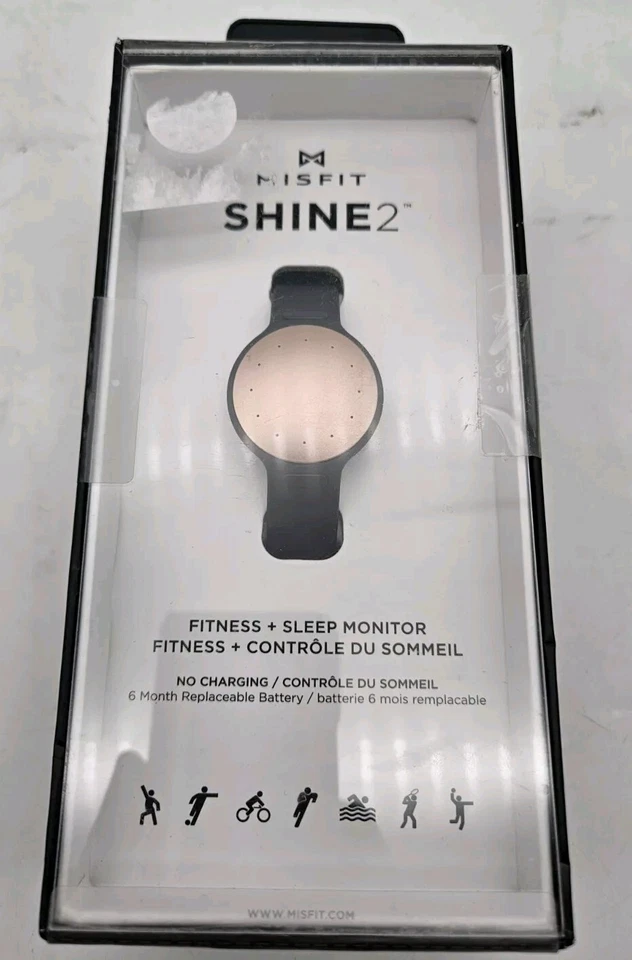 MISFIT
SHINE2™
FITNESS + SLEEP MONITOR
FITNESS + CONTRÔLE DU SOMMEIL
NO CHARGING / CONTRÔLE DU SOMMEIL
6 Month Replaceable Battery / batterie 6 mois remplacable
WWW.MISFIT.COM